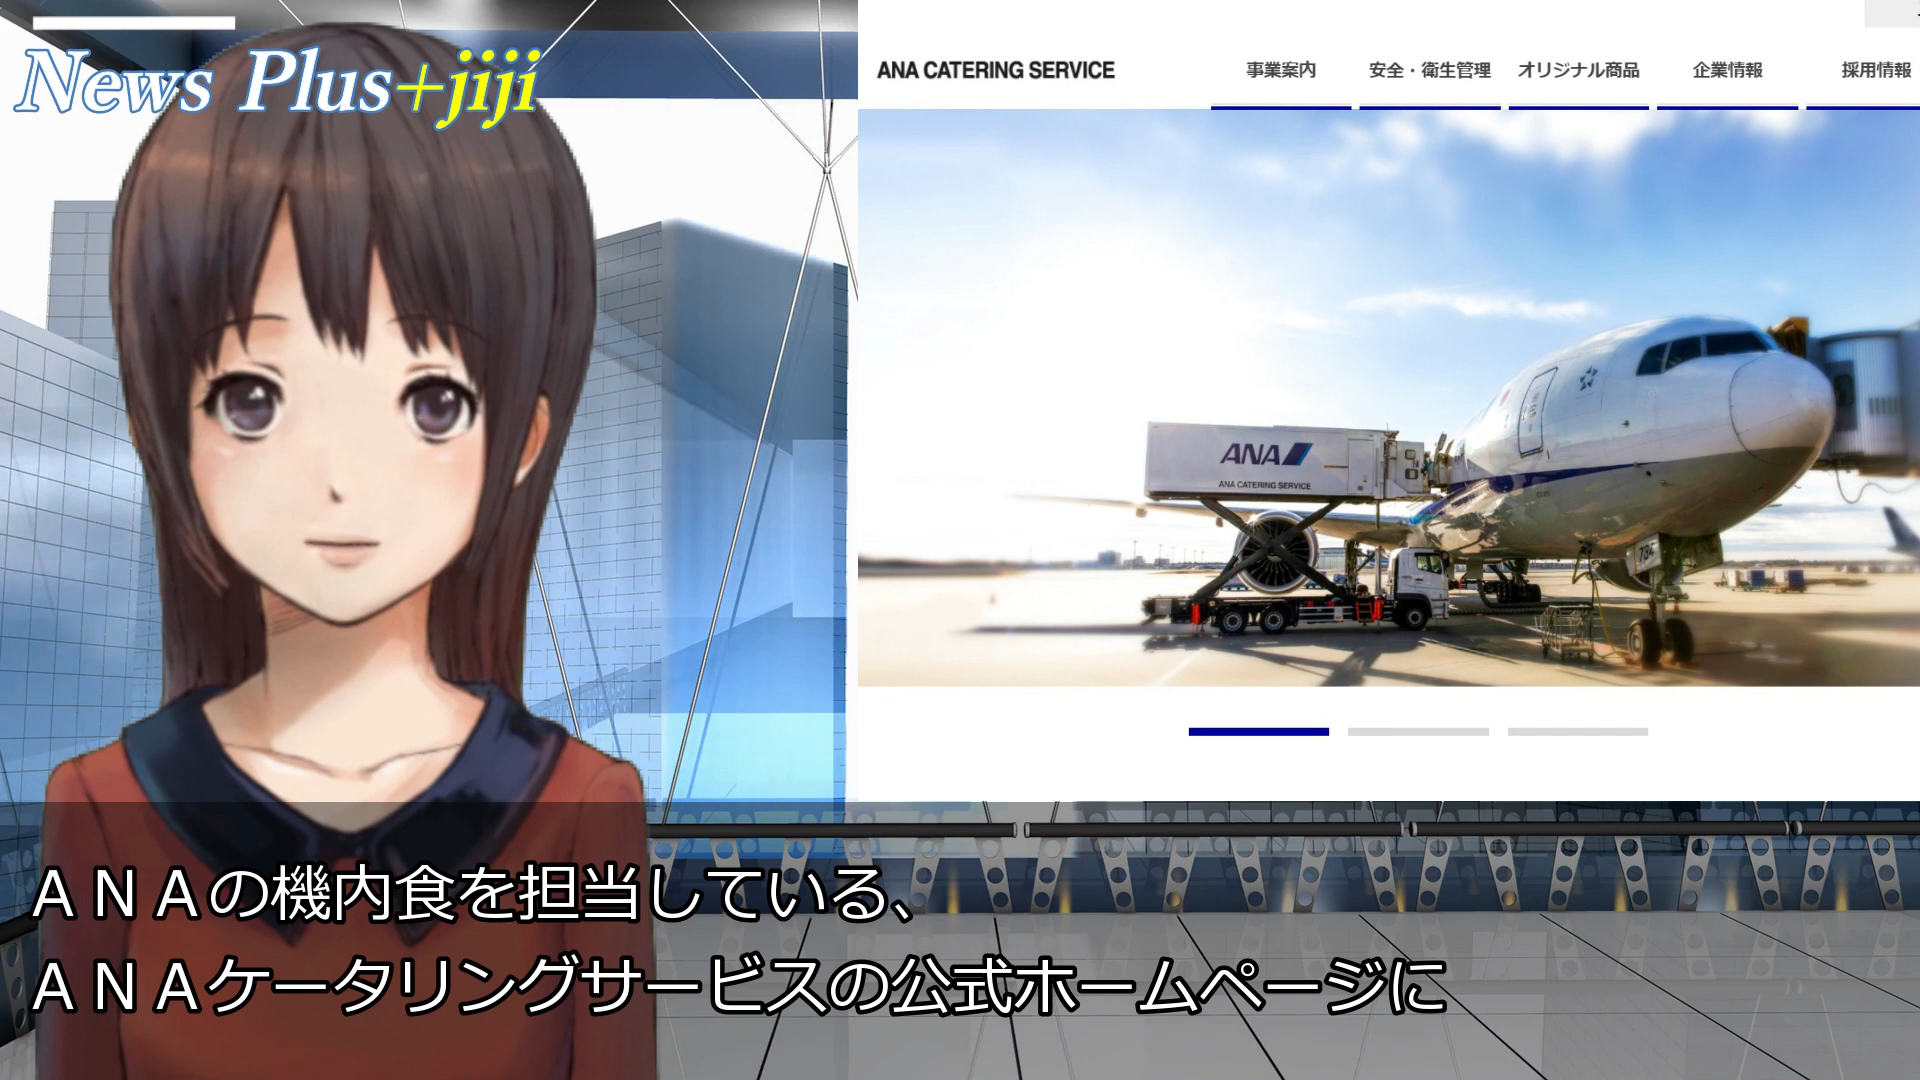 News Plus+jiji
ANA CATERING SERVICE
事業案内
安全・衛生管理
オリジナル商品
企業情報
採用情報
ANA
ANA CATERING SERVICE
734
ＡＮＡの機内食を担当している、
ＡＮＡケータリングサービスの公式ホームページに